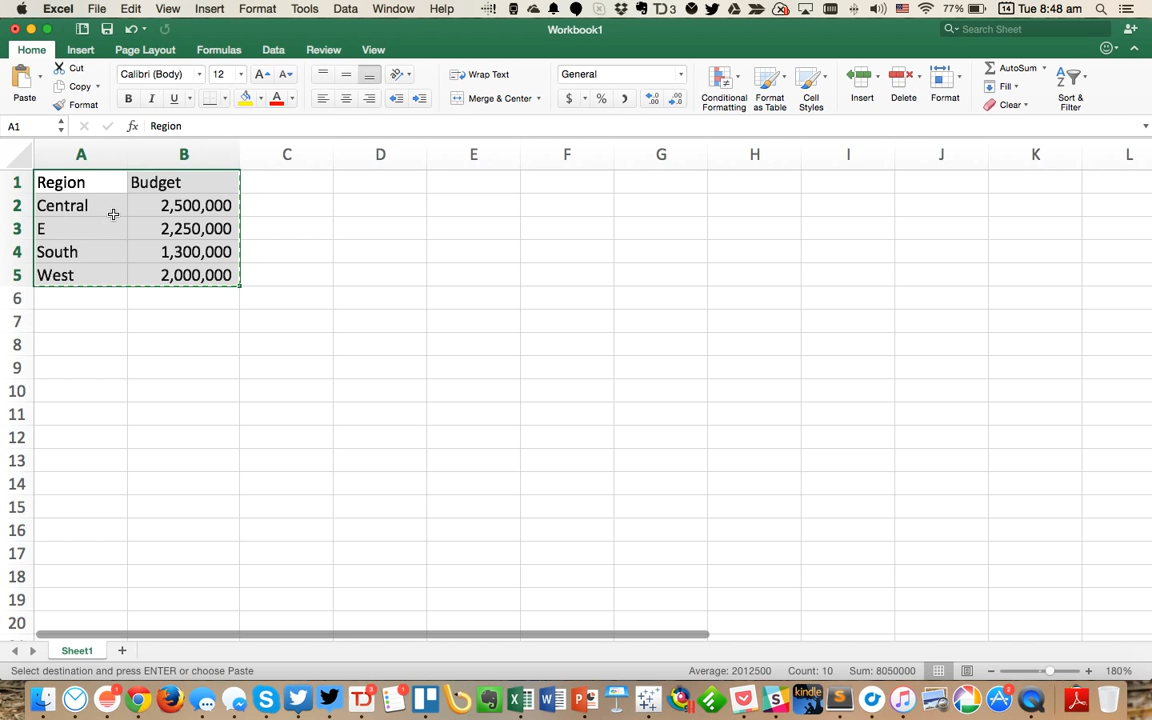 Excel File Edit View Insert Format Tools Data Window Help 3 14 77% Tue 8:48 am
Workbook1
Search Sheet
Home Insert Page Layout Formulas Data Review View
Paste Cut Copy Format
Calibri (Body) 12 A A
B I U A
Wrap Text
Merge & Center
General
$ % )
Conditional Formatting
Format as Table
Cell Styles
Insert Delete Format
AutoSum
Fill
Clear
Sort & Filter
A1 fx Region
A B C D E F G H I J K L
1 Region Budget
2 Central 2,500,000
3 E 2,250,000
4 South 1,300,000
5 West 2,000,000
6
7
8
9
10
11
12
13
14
15
16
17
18
19
20
Sheet1
Select destination and press ENTER or choose Paste Average: 2012500 Count: 10 Sum: 8050000 180%
kindle